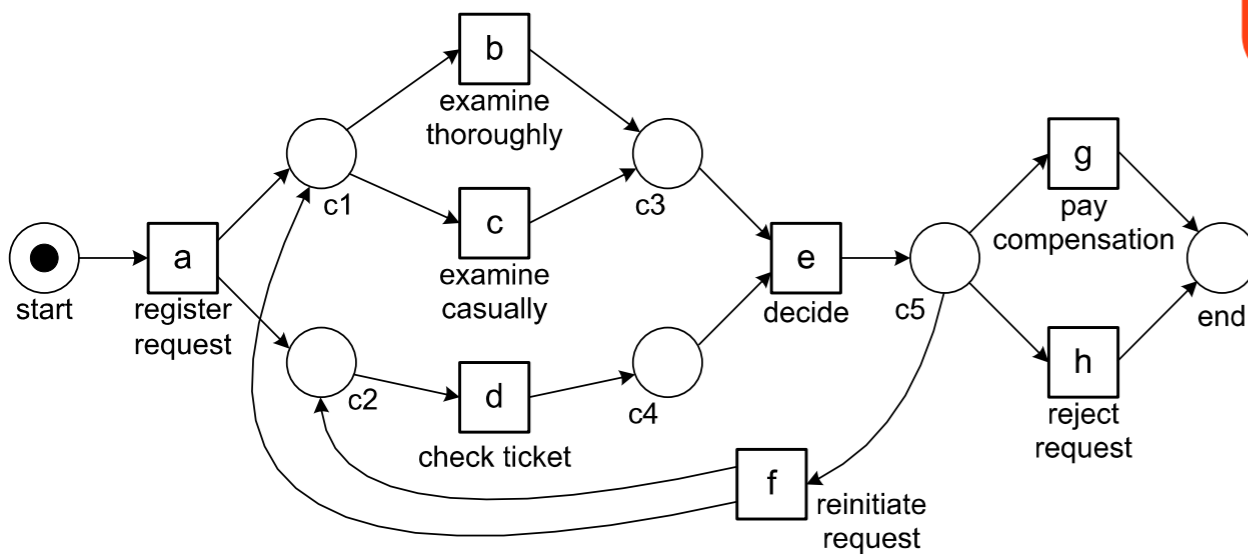 b
examine
thoroughly
c1
c
examine
casually
c3
start
a
register
request
c2
d
check ticket
c4
e
decide
c5
g
pay
compensation
h
reject
request
end
f
reinitiate
request